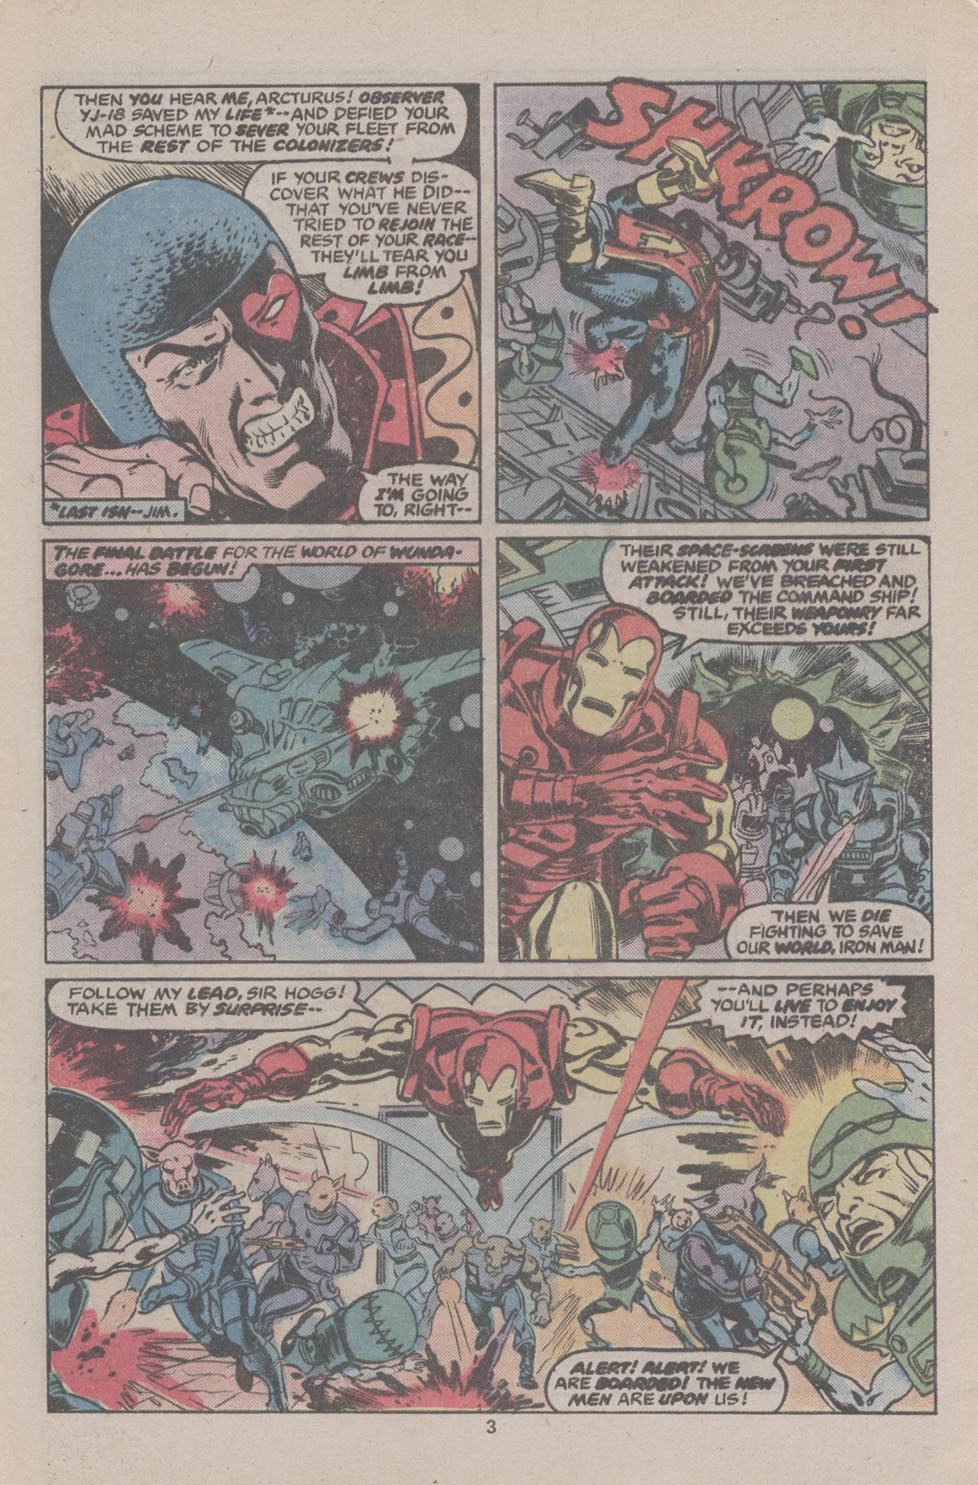 THEN YOU HEAR ME, ARCTURUS! OBSERVER
YJ-18 SAVED MY LIFE*--AND DEFIED YOUR
MAD SCHEME TO SEVER YOUR FLEET FROM
THE REST OF THE COLONIZERS!
IF YOUR CREWS DIS-
COVER WHAT HE DID--
THAT YOU'VE NEVER
TRIED TO REJOIN THE
REST OF YOUR RACE--
THEY'LL TEAR YOU
LIMB FROM
LIMB!
*LAST ISH--JIM.
THE WAY
I'M GOING
TO, RIGHT--
SHKROW!
THE FINAL BATTLE FOR THE WORLD OF WUNDA-
GORE... HAS BEGUN!
THEIR SPACE-SCREENS WERE STILL
WEAKENED FROM YOUR FIRST
ATTACK! WE'VE BREACHED AND
BOARDED THE COMMAND SHIP!
STILL, THEIR WEAPONRY FAR
EXCEEDS YOURS!
THEN WE DIE
FIGHTING TO SAVE
OUR WORLD, IRON MAN!
FOLLOW MY LEAD, SIR HOGG!
TAKE THEM BY SURPRISE--
--AND PERHAPS
YOU'LL LIVE TO ENJOY
IT, INSTEAD!
ALERT! ALERT! WE
ARE BOARDED! THE NEW
MEN ARE UPON US!
3